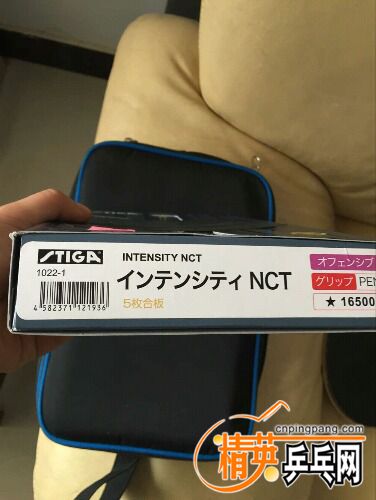 STIGA
INTENSITY NCT
1022-1
インテンシティ NCT
オフェンシブ
グリップ PEN
★ 16500
4 582371 121936
5枚合板
cnpingpang.com
精英乒乓网